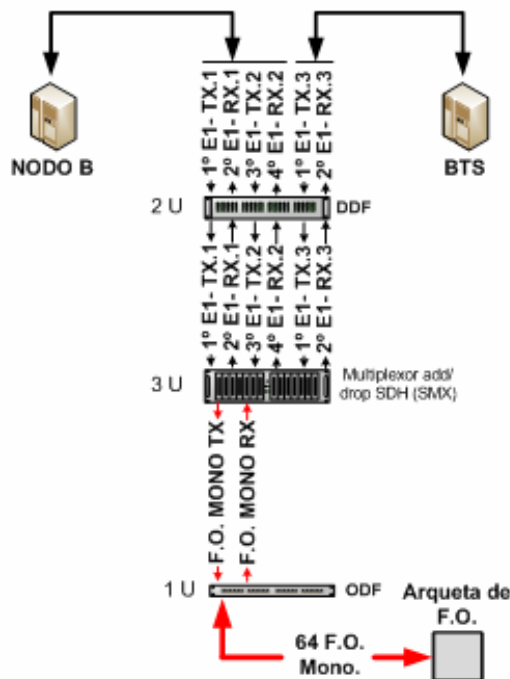 NODO B
BTS
1º E1- TX.1
2º E1- RX.1
3º E1- TX.2
4º E1- RX.2
1º E1- TX.3
2º E1- RX.3
2 U
DDF
1º E1- TX.1
2º E1- RX.1
3º E1- TX.2
4º E1- RX.2
1º E1- TX.3
2º E1- RX.3
3 U
Multiplexor add/
drop SDH (SMX)
F.O. MONO TX
F.O. MONO RX
1 U
ODF
Arqueta de
F.O.
64 F.O.
Mono.